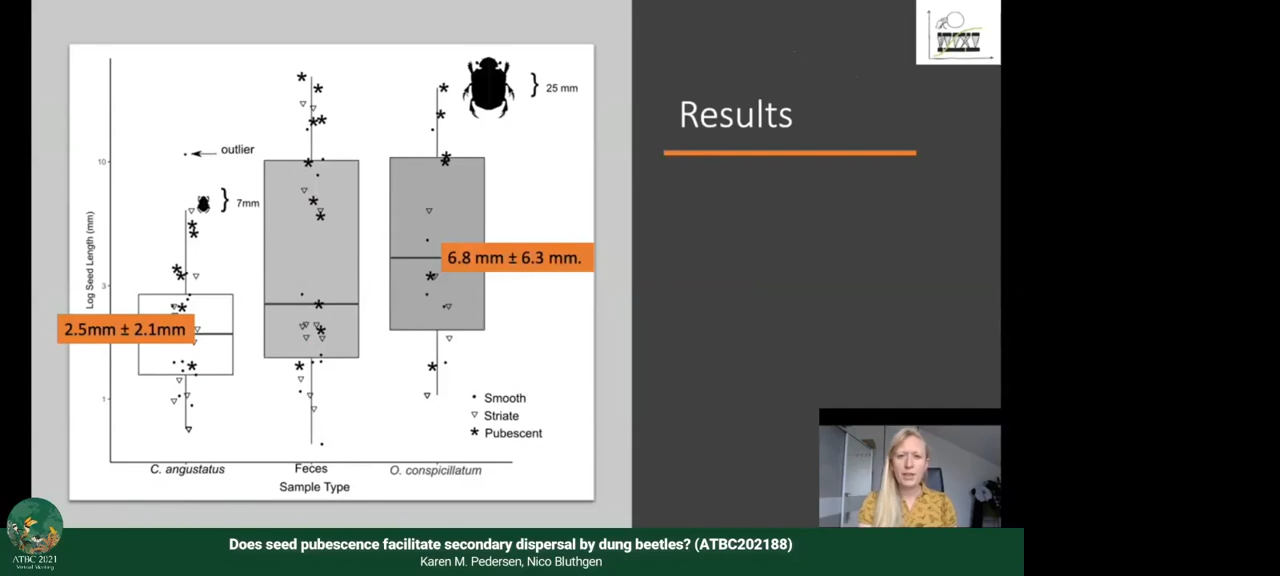 Results
25 mm
outlier
10
7mm
Log Seed Length (mm)
6.8 mm ± 6.3 mm.
3
2.5mm ± 2.1mm
1
Smooth
Striate
Pubescent
C. angustatus
Feces
O. conspicillatum
Sample Type
ATBC 2021
Virtual Meeting
Does seed pubescence facilitate secondary dispersal by dung beetles? (ATBC202188)
Karen M. Pedersen, Nico Bluthgen